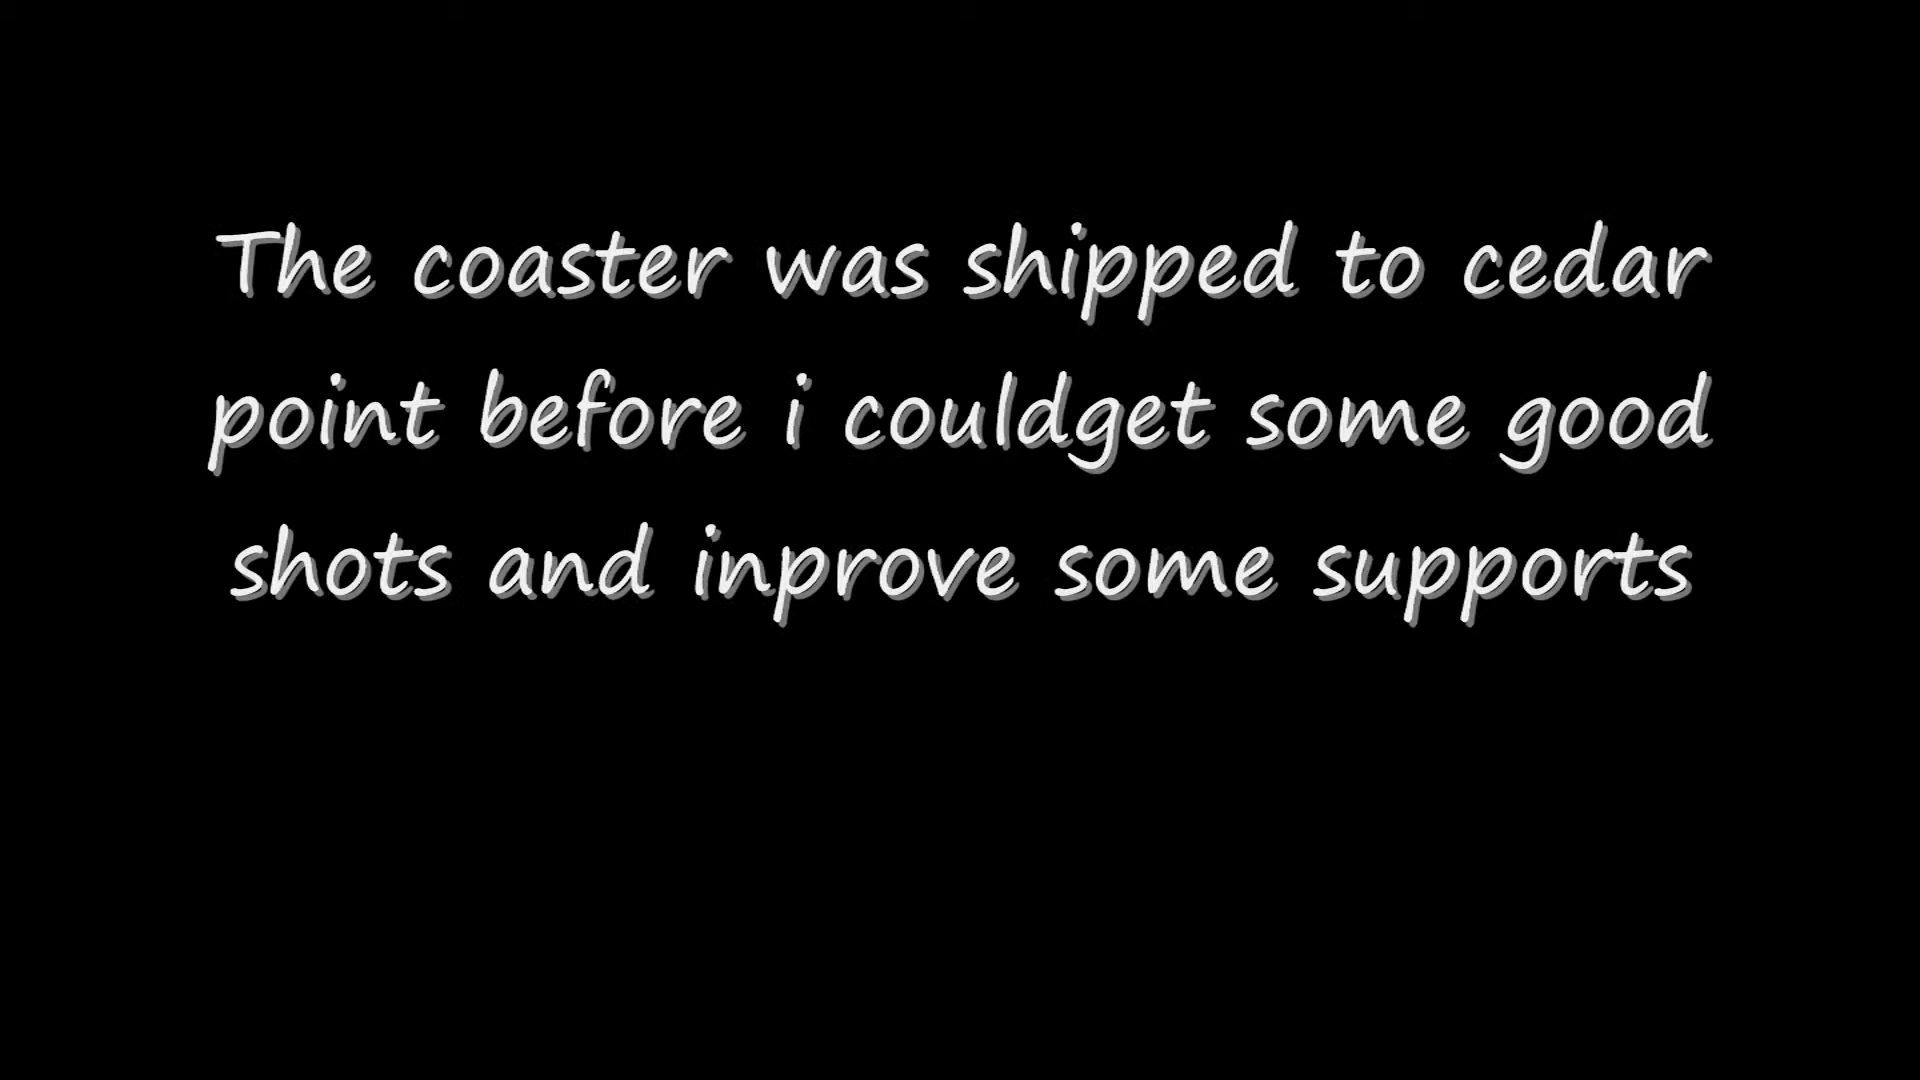 The coaster was shipped to cedar
point before i couldget some good
shots and inprove some supports